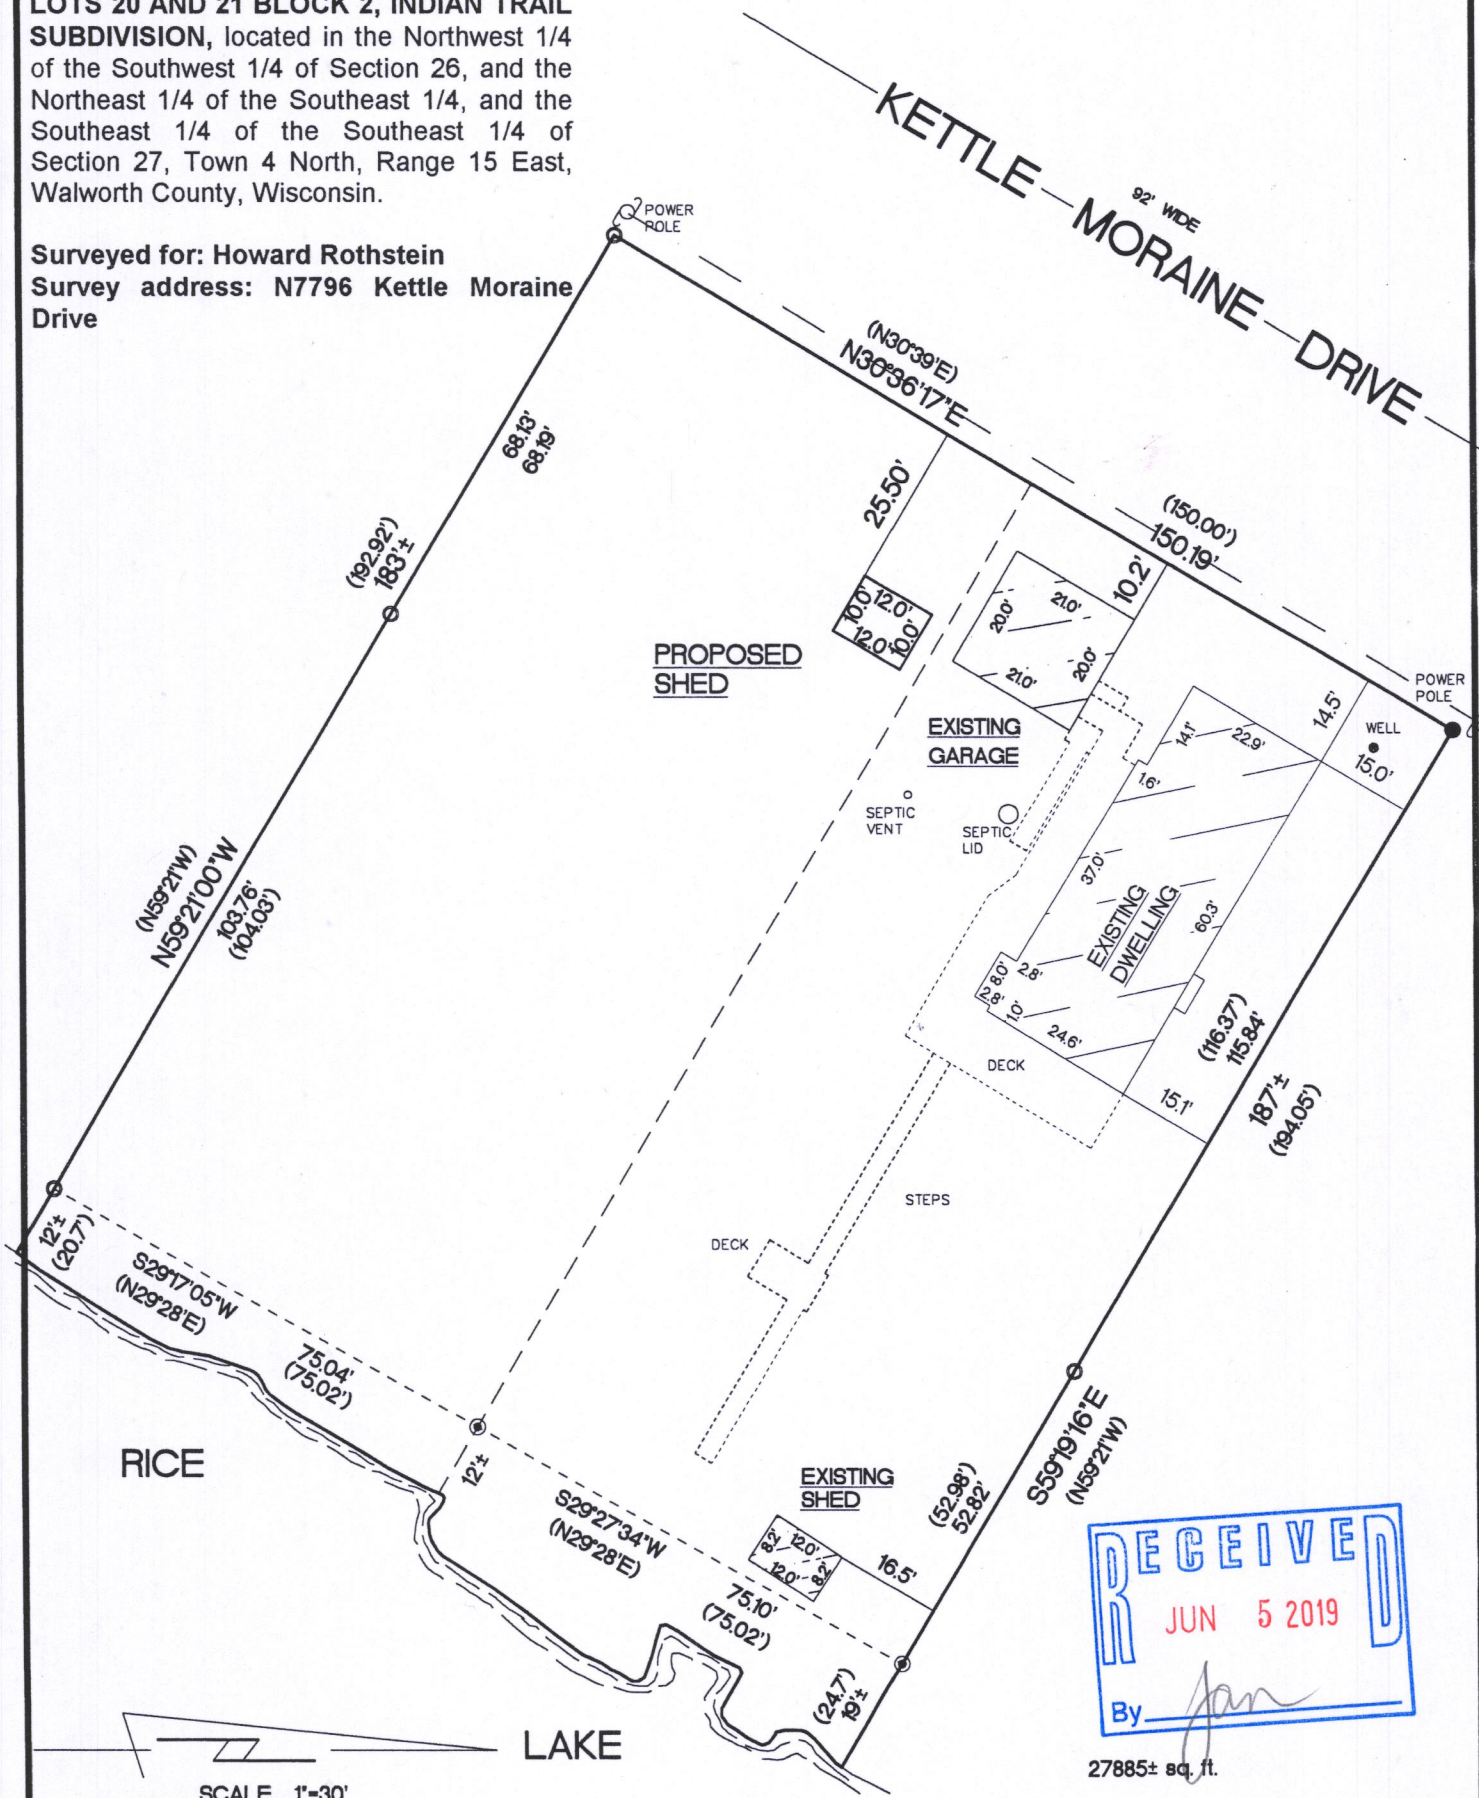 LOTS 20 AND 21 BLOCK 2, INDIAN TRAIL
SUBDIVISION, located in the Northwest 1/4
of the Southwest 1/4 of Section 26, and the
Northeast 1/4 of the Southeast 1/4, and the
Southeast 1/4 of the Southeast 1/4 of
Section 27, Town 4 North, Range 15 East,
Walworth County, Wisconsin.
Surveyed for: Howard Rothstein
Survey address: N7796 Kettle Moraine
Drive
KETTLE MORAINE DRIVE
92' WIDE
POWER
POLE
(N30°39'E)
N30°36'17"E
68.13'
68.19'
25.50'
(150.00')
150.19'
10.2'
(192.92')
183'±
10.0'
12.0'
12.0'
10.0'
20.0'
21.0'
20.0'
21.0'
PROPOSED
SHED
POWER
POLE
14.5'
WELL
15.0'
EXISTING
GARAGE
14.1'
22.9'
1.6'
SEPTIC
VENT
SEPTIC
LID
37.0'
EXISTING
DWELLING
60.3'
(N59°21'W)
N59°21'00"W
103.76'
(104.03')
8.0'
2.8'
2.8'
1.0'
24.6'
DECK
15.1'
(116.37')
115.84'
187'±
(194.05')
STEPS
DECK
12'±
(20.7')
S29°17'05"W
(N29°28'E)
75.04'
(75.02')
RICE
12'±
S29°27'34"W
(N29°28'E)
EXISTING
SHED
8.2'
12.0'
12.0'
8.2'
16.5'
(52.98')
52.82'
S59°19'16"E
(N59°21'W)
75.10'
(75.02')
(24.7')
19'±
LAKE
RECEIVED
JUN 5 2019
By Jan
27885± sq. ft.
SCALE 1"=30'